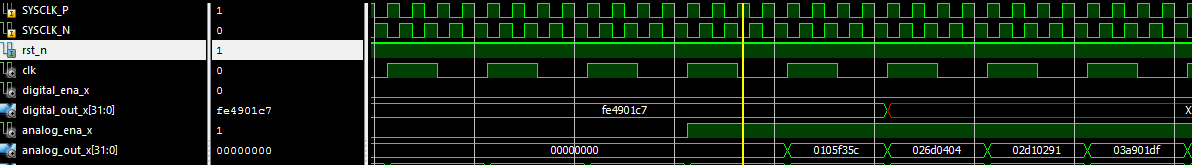 SYSCLK_P 1
SYSCLK_N 0
rst_n 1
clk 0
digital_ena_x 0
digital_out_x[31:0] fe4901c7 fe4901c7 X
analog_ena_x 1
analog_out_x[31:0] 00000000 00000000 0105f35c 026d0404 02d10291 03a901df